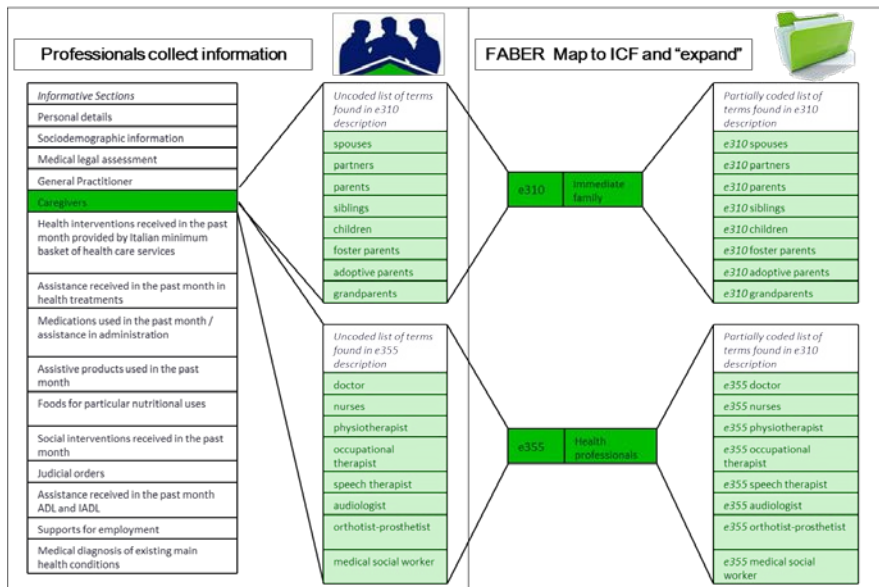 Professionals collect information
FABER Map to ICF and “expand”
Informative Sections
Personal details
Sociodemographic information
Medical legal assessment
General Practitioner
Caregivers
Health interventions received in the past
month provided by Italian minimum
basket of health care services
Assistance received in the past month in
health treatments
Medications used in the past month /
assistance in administration
Assistive products used in the past
month
Foods for particular nutritional uses
Social interventions received in the past
month
Judicial orders
Assistance received in the past month
ADL and IADL
Supports for employment
Medical diagnosis of existing main
health conditions
Uncoded list of terms
found in e310
description
spouses
partners
parents
siblings
children
foster parents
adoptive parents
grandparents
Uncoded list of terms
found in e355
description
doctor
nurses
physiotherapist
occupational
therapist
speech therapist
audiologist
orthotist-prosthetist
medical social worker
e310 Immediate
family
e355 Health
professionals
Partially coded list of
terms found in e310
description
e310 spouses
e310 partners
e310 parents
e310 siblings
e310 children
e310 foster parents
e310 adoptive parents
e310 grandparents
Partially coded list of
terms found in e310
description
e355 doctor
e355 nurses
e355 physiotherapist
e355 occupational
therapist
e355 speech therapist
e355 audiologist
e355 orthotist-prosthetist
e355 medical social
worker